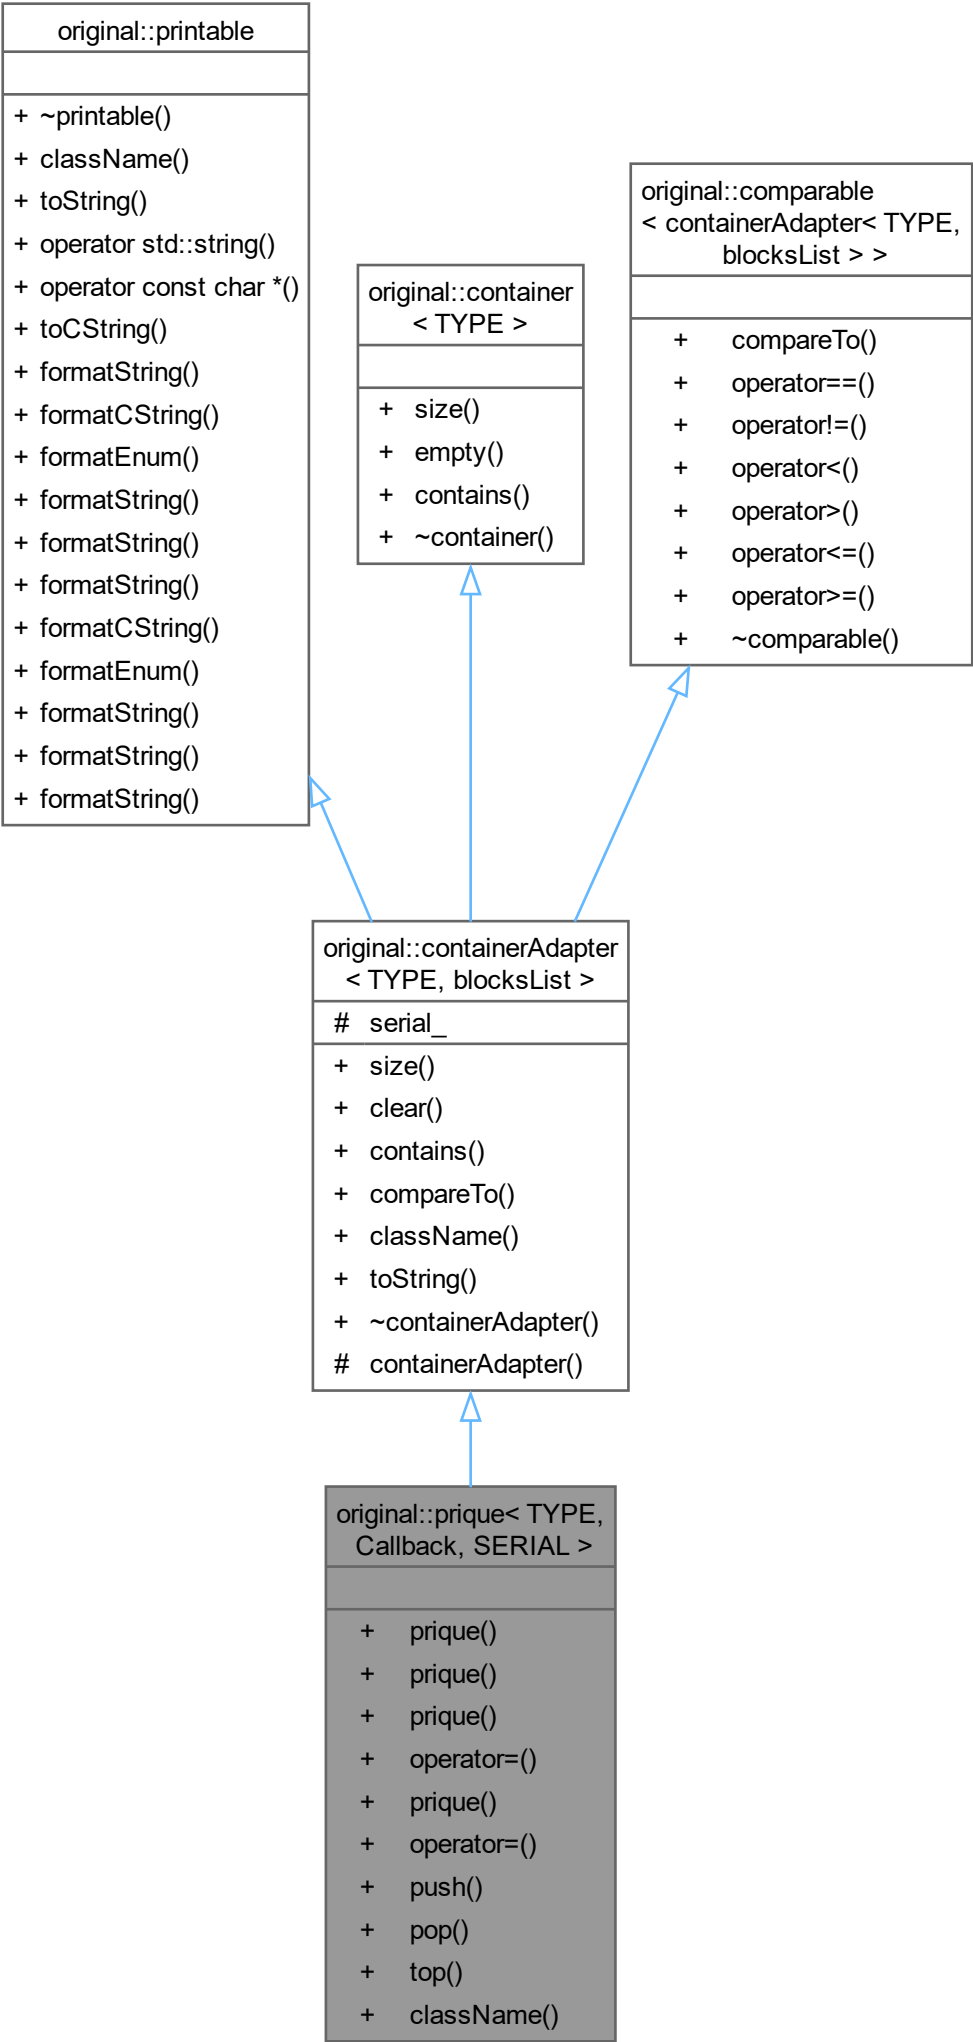 original::printable
+ ~printable()
+ className()
+ toString()
+ operator std::string()
+ operator const char *()
+ toCString()
+ formatString()
+ formatCString()
+ formatEnum()
+ formatString()
+ formatString()
+ formatString()
+ formatCString()
+ formatEnum()
+ formatString()
+ formatString()
+ formatString()
original::container
< TYPE >
+ size()
+ empty()
+ contains()
+ ~container()
original::comparable
< containerAdapter< TYPE,
blocksList > >
+ compareTo()
+ operator==()
+ operator!=()
+ operator<()
+ operator>()
+ operator<=()
+ operator>=()
+ ~comparable()
original::containerAdapter
< TYPE, blocksList >
# serial_
+ size()
+ clear()
+ contains()
+ compareTo()
+ className()
+ toString()
+ ~containerAdapter()
# containerAdapter()
original::prique< TYPE,
Callback, SERIAL >
+ prique()
+ prique()
+ prique()
+ operator=()
+ prique()
+ operator=()
+ push()
+ pop()
+ top()
+ className()